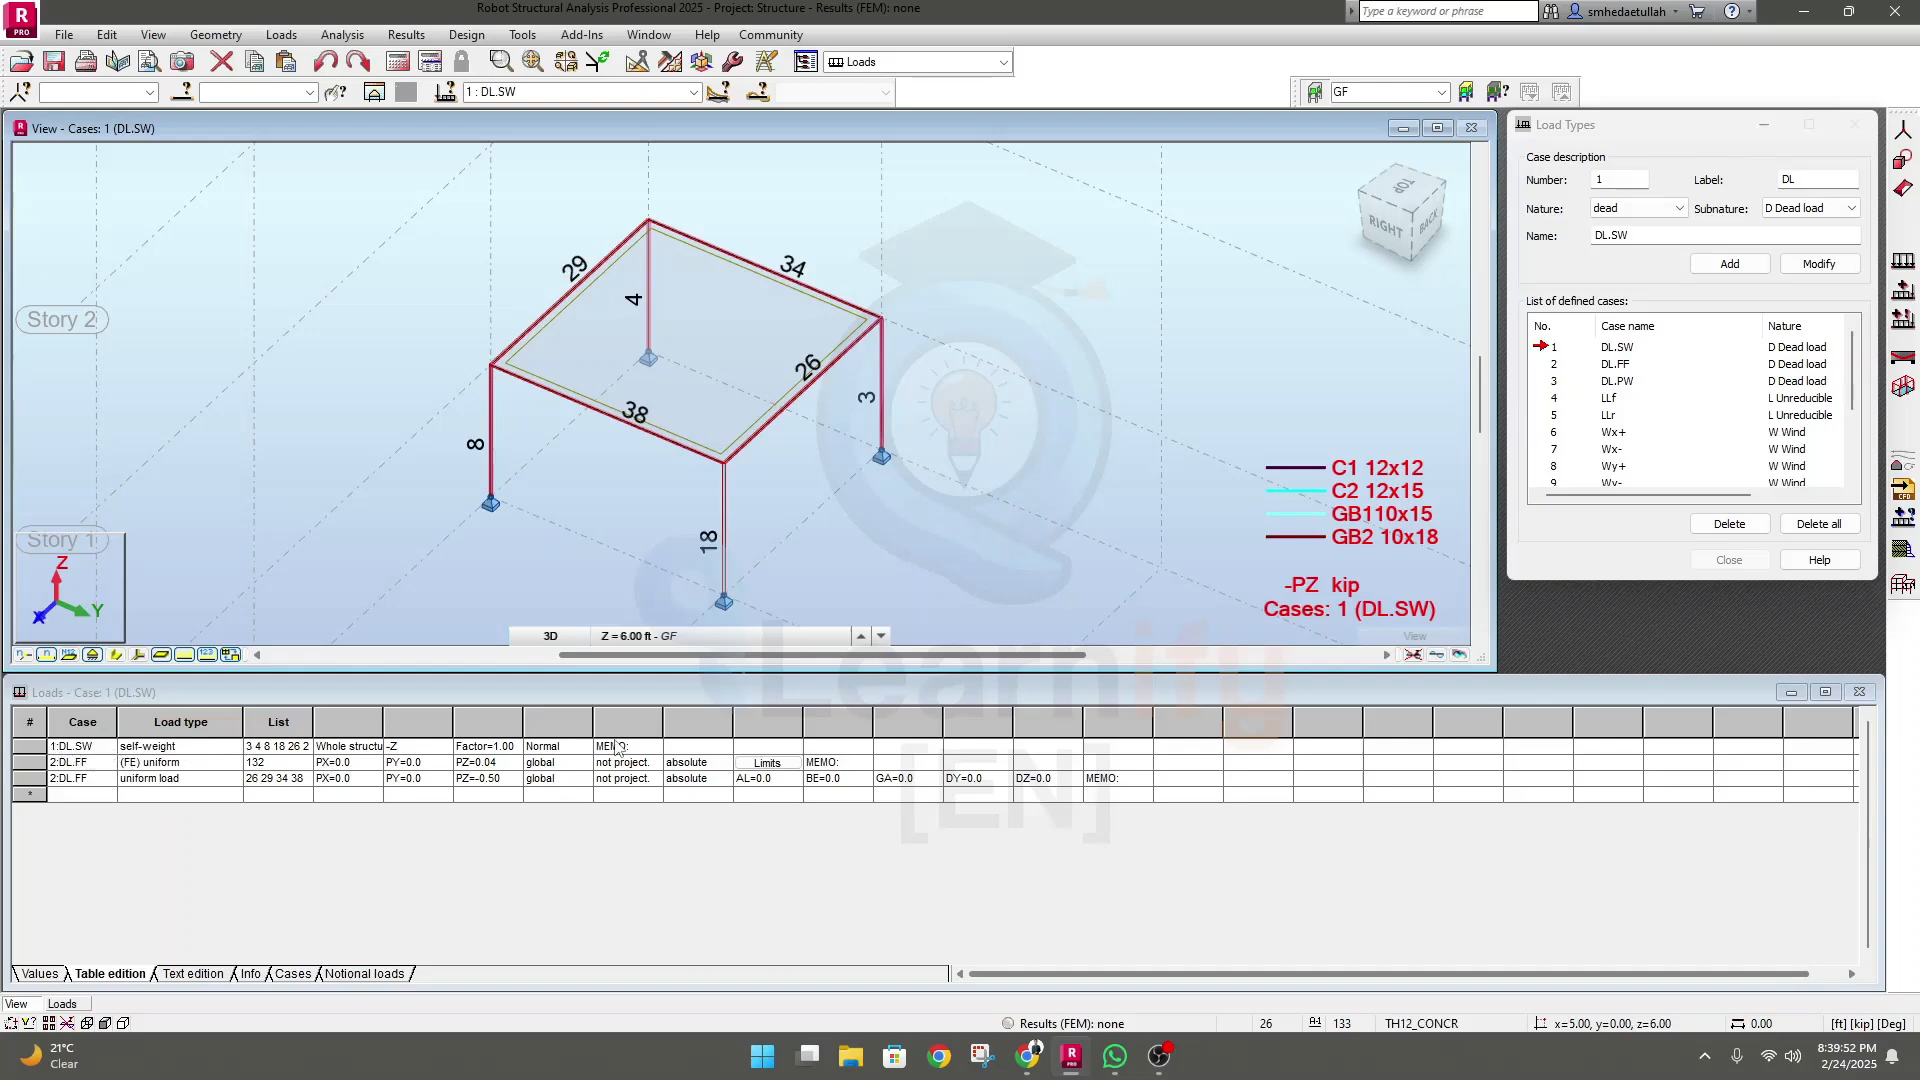 Robot Structural Analysis Professional 2025 - Project: Structure - Results (FEM): none
Type a keyword or phrase
smhedaetullah
R
PRO
File Edit View Geometry Loads Analysis Results Design Tools Add-Ins Window Help Community
Loads
1 : DL.SW
GF
View - Cases: 1 (DL.SW)
Story 2
Story 1
29
34
4
26
3
38
8
18
TOP
RIGHT
BACK
C1 12x12
C2 12x15
GB110x15
GB2 10x18
-PZ kip
Cases: 1 (DL.SW)
Z
Y
X
3D Z = 6.00 ft - GF
View
Load Types
Case description
Number: 1 Label: DL
Nature: dead Subnature: D Dead load
Name: DL.SW
Add Modify
List of defined cases:
No. Case name Nature
1 DL.SW D Dead load
2 DL.FF D Dead load
3 DL.PW D Dead load
4 LLf L Unreducible
5 LLr L Unreducible
6 Wx+ W Wind
7 Wx- W Wind
8 Wy+ W Wind
9 Wy- W Wind
Delete Delete all
Close Help
Learnify
[EN]
Loads - Case: 1 (DL.SW)
# Case Load type List
1:DL.SW self-weight 3 4 8 18 26 2 Whole structu -Z Factor=1.00 Normal MEMO:
2:DL.FF (FE) uniform 132 PX=0.0 PY=0.0 PZ=0.04 global not project. absolute Limits MEMO:
2:DL.FF uniform load 26 29 34 38 PX=0.0 PY=0.0 PZ=-0.50 global not project. absolute AL=0.0 BE=0.0 GA=0.0 DY=0.0 DZ=0.0 MEMO:
*
Values Table edition Text edition Info Cases Notional loads
View Loads
Results (FEM): none 26 133 TH12_CONCR x=5.00, y=0.00, z=6.00 0.00 [ft] [kip] [Deg]
21°C
Clear
8:39:52 PM
2/24/2025